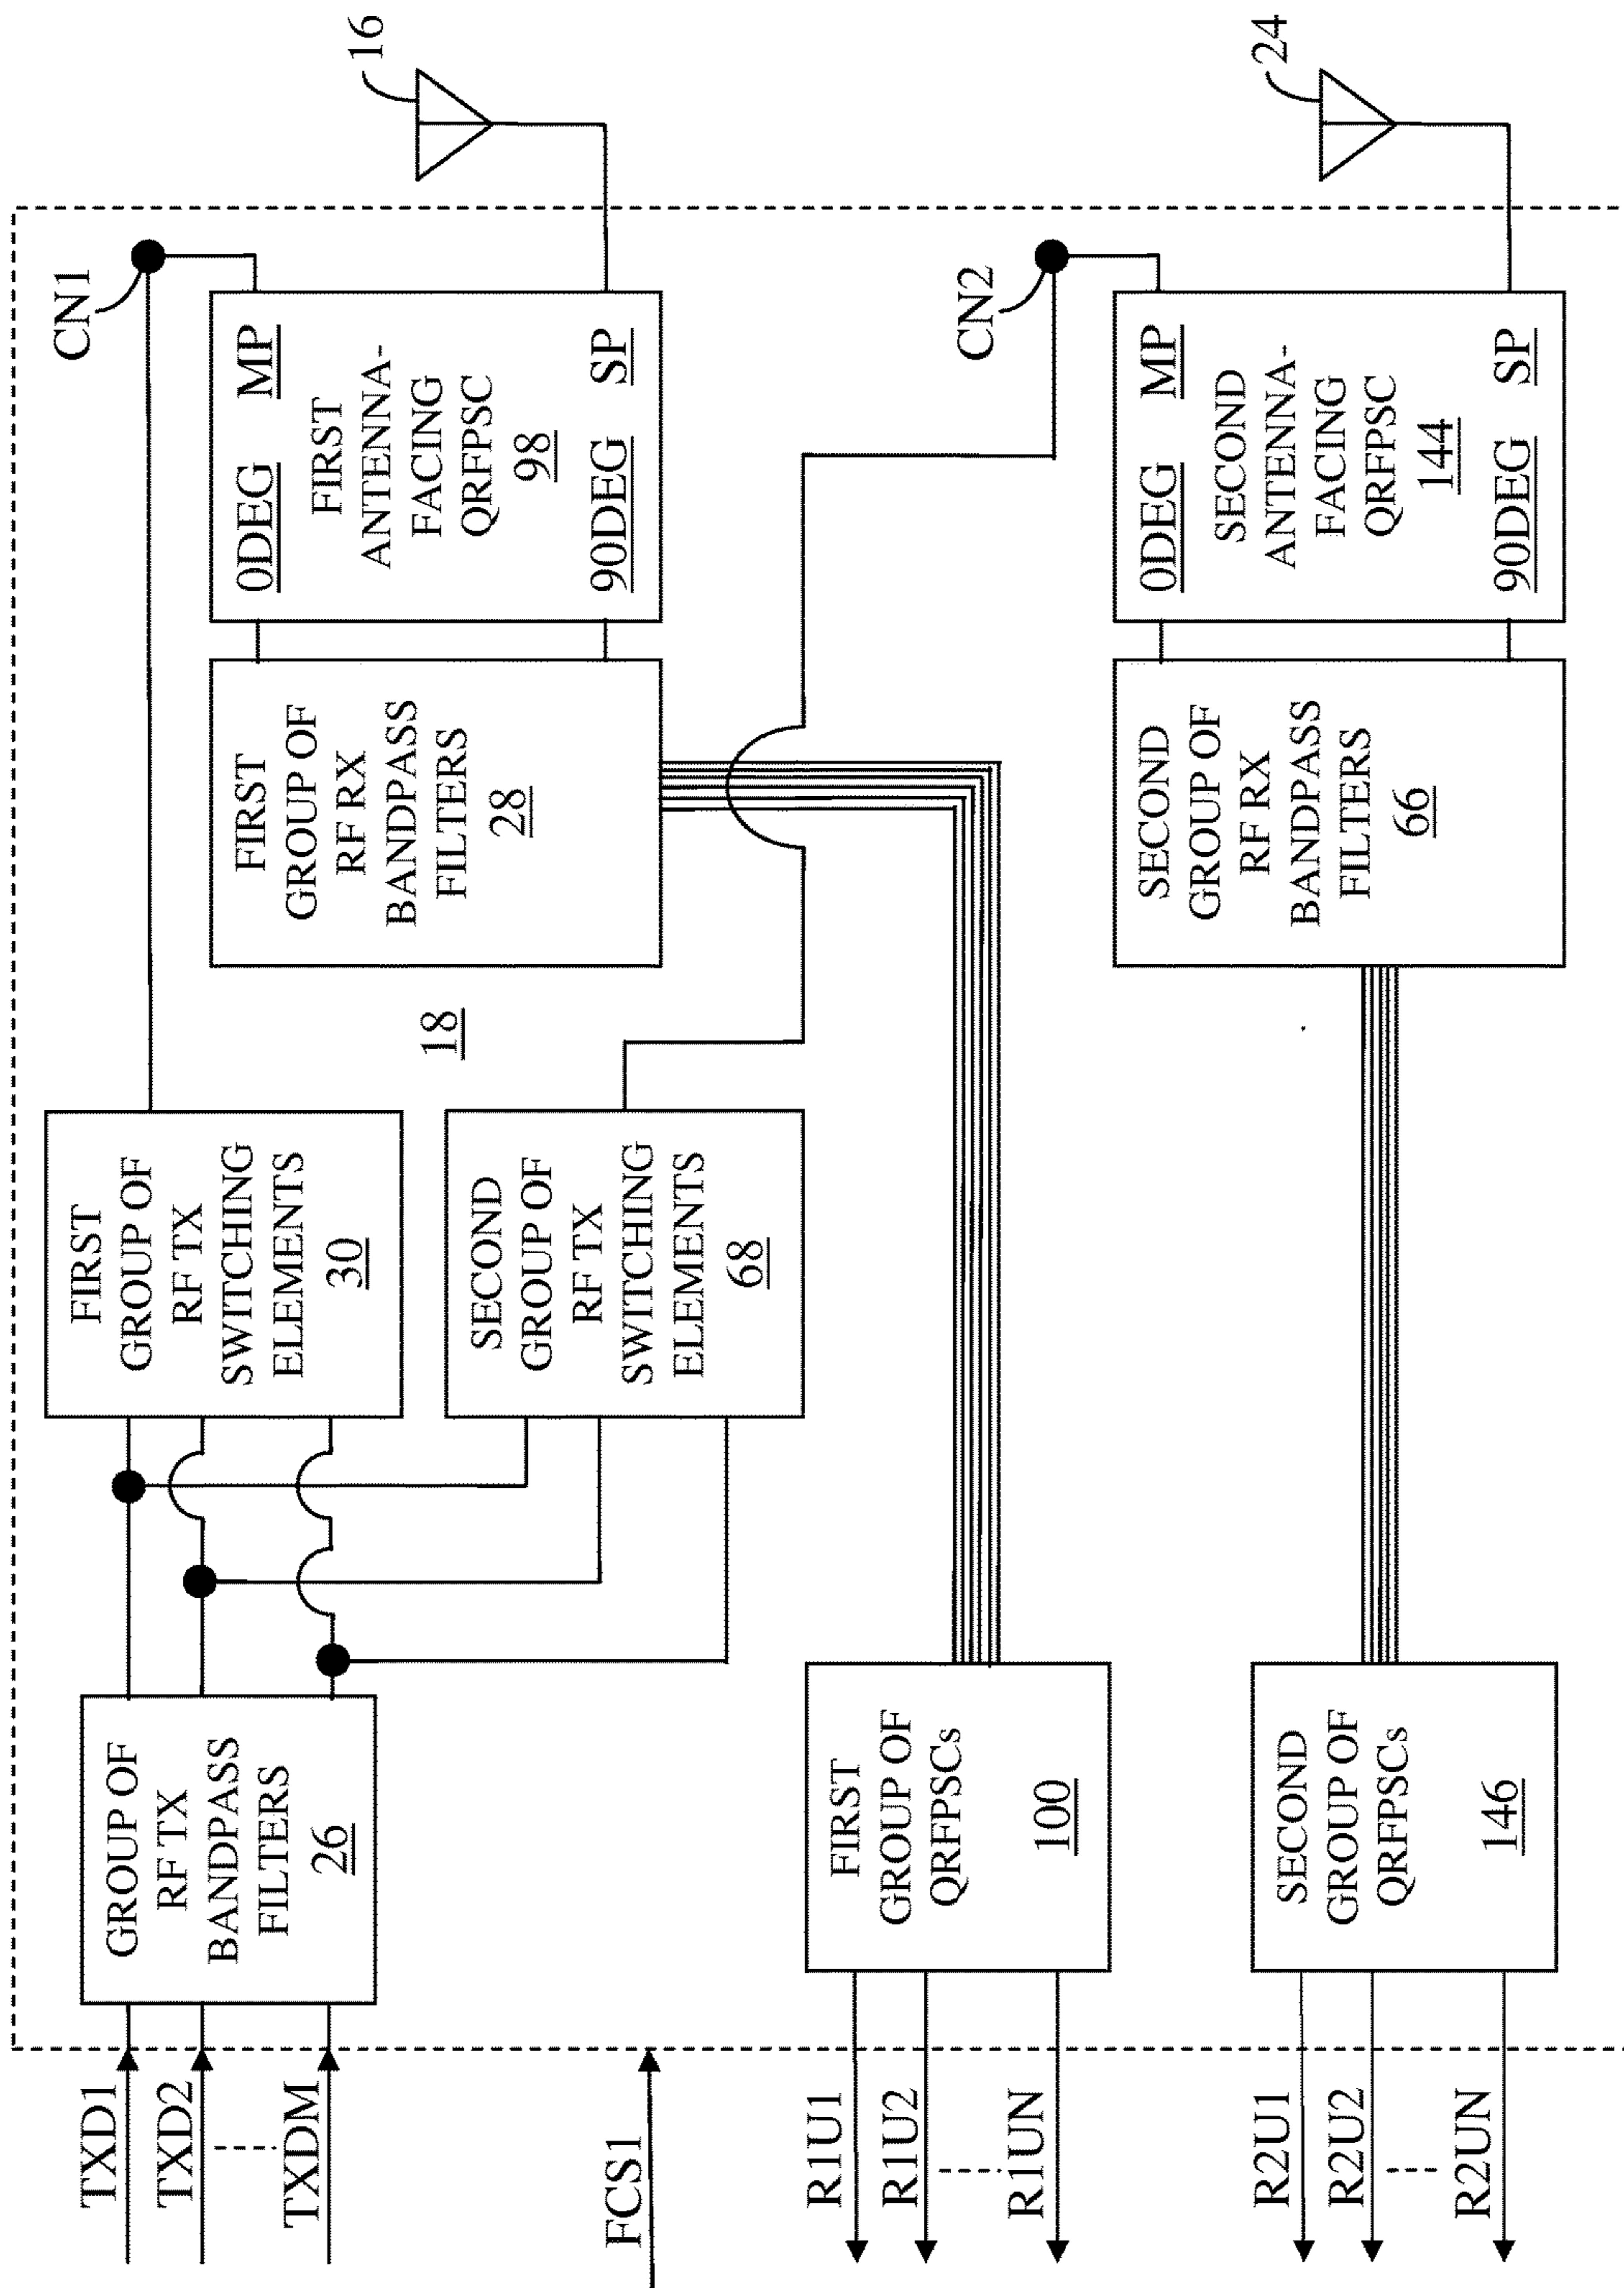 TXD1
TXD2
TXDM
FCS1
R1U1
R1U2
R1UN
R2U1
R2U2
R2UN
GROUP OF
RF TX
BANDPASS
FILTERS
26
FIRST
GROUP OF
RF TX
SWITCHING
ELEMENTS
30
SECOND
GROUP OF
RF TX
SWITCHING
ELEMENTS
68
18
FIRST
GROUP OF
QRFPSCs
100
SECOND
GROUP OF
QRFPSCs
146
FIRST
GROUP OF
RF RX
BANDPASS
FILTERS
28
SECOND
GROUP OF
RF RX
BANDPASS
FILTERS
66
CN1
0DEG MP
FIRST
ANTENNA-
FACING
QRFPSC
98
90DEG SP
16
CN2
0DEG MP
SECOND
ANTENNA-
FACING
QRFPSC
144
90DEG SP
24